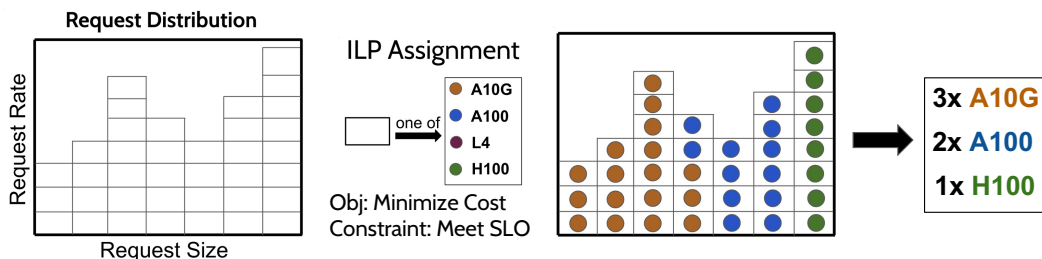 Request Distribution
Request Rate
Request Size
ILP Assignment
one of
A10G
A100
L4
H100
Obj: Minimize Cost
Constraint: Meet SLO
3x A10G
2x A100
1x H100